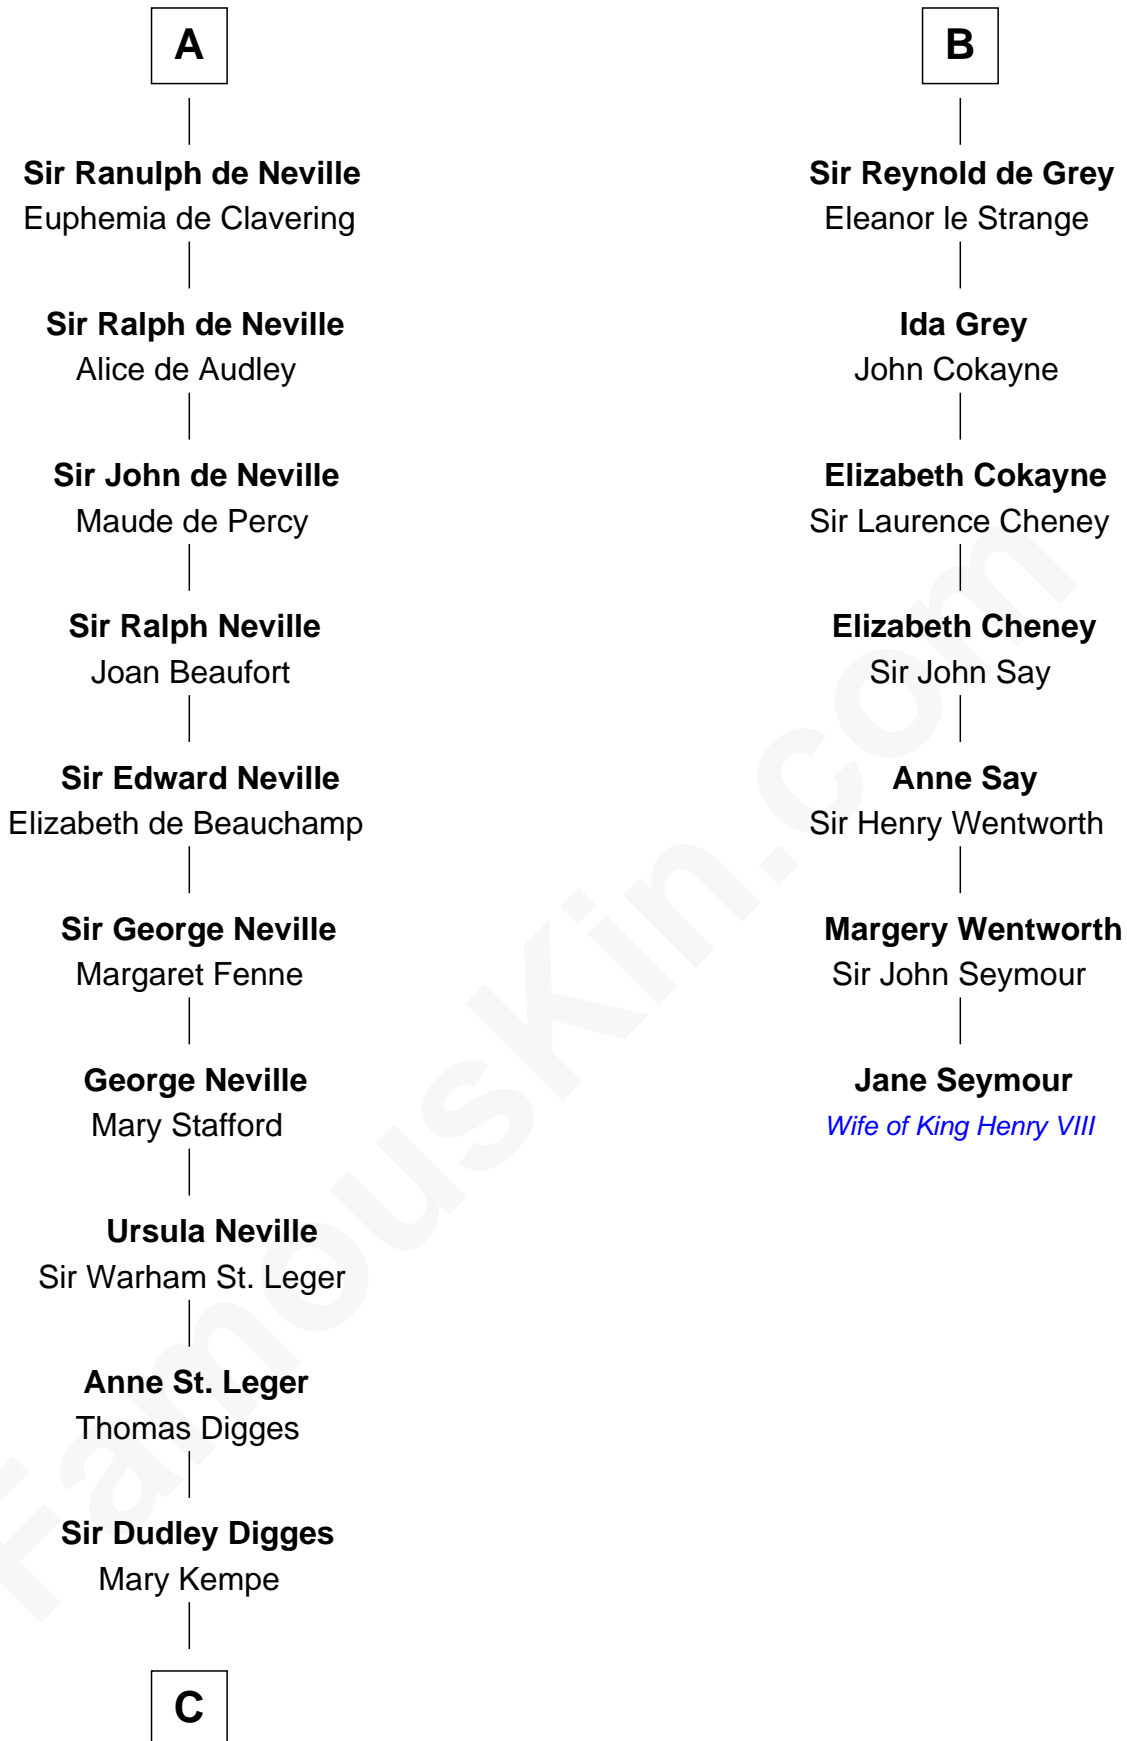 A
Sir Ranulph de Neville
Euphemia de Clavering
Sir Ralph de Neville
Alice de Audley
Sir John de Neville
Maude de Percy
Sir Ralph Neville
Joan Beaufort
Sir Edward Neville
Elizabeth de Beauchamp
Sir George Neville
Margaret Fenne
George Neville
Mary Stafford
Ursula Neville
Sir Warham St. Leger
Anne St. Leger
Thomas Digges
Sir Dudley Digges
Mary Kempe
C
B
Sir Reynold de Grey
Eleanor le Strange
Ida Grey
John Cokayne
Elizabeth Cokayne
Sir Laurence Cheney
Elizabeth Cheney
Sir John Say
Anne Say
Sir Henry Wentworth
Margery Wentworth
Sir John Seymour
Jane Seymour
Wife of King Henry VIII
FamousKin.com